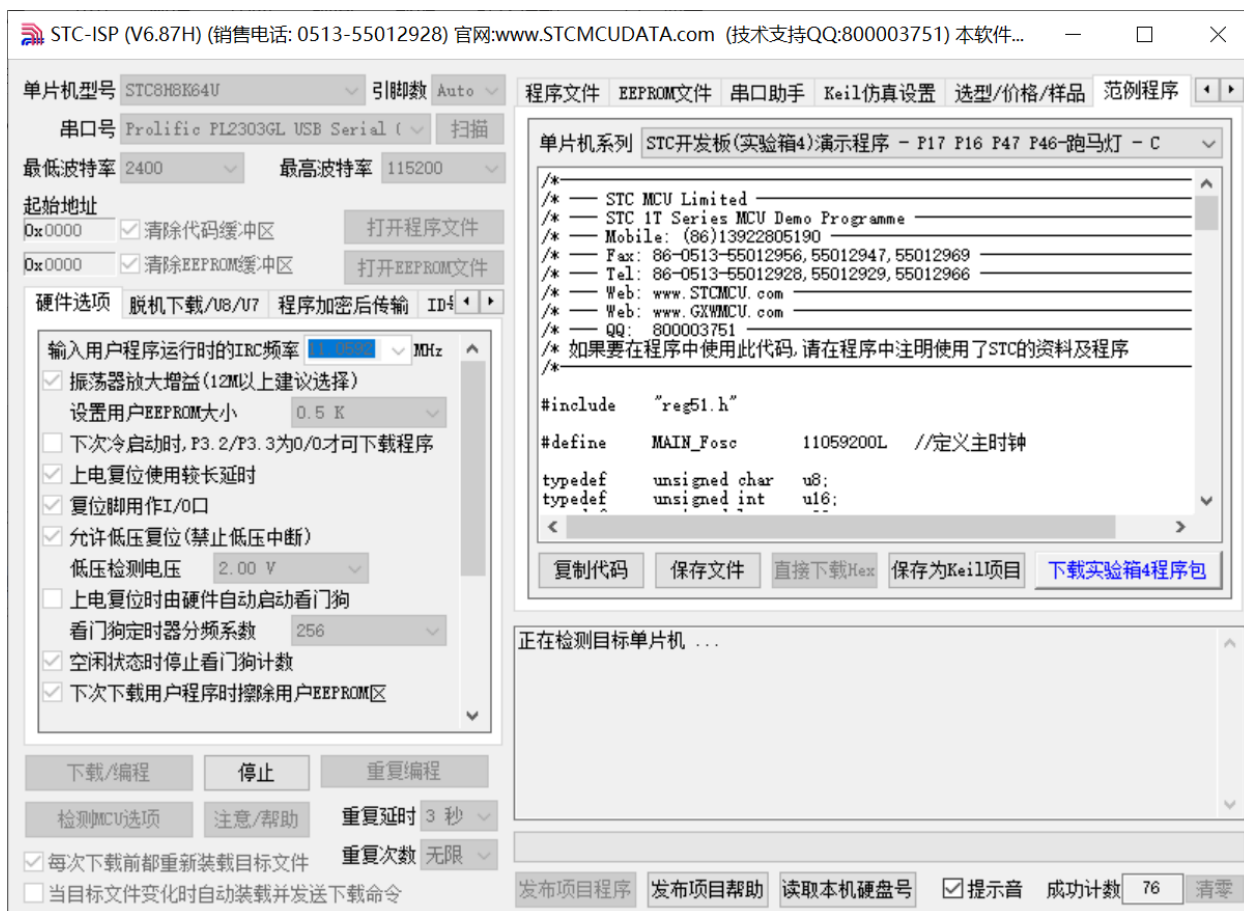 STC-ISP (V6.87H) (销售电话: 0513-55012928) 官网:www.STCMCUDATA.com (技术支持QQ:800003751) 本软件...
单片机型号 STC8H8K64U 引脚数 Auto
串口号 Prolific PL2303GL USB Serial ( 扫描
最低波特率 2400 最高波特率 115200
起始地址
0x0000 清除代码缓冲区 打开程序文件
0x0000 清除EEPROM缓冲区 打开EEPROM文件
硬件选项 脱机下载/U8/U7 程序加密后传输
输入用户程序运行时的IRC频率 11.0592 MHz
振荡器放大增益(12M以上建议选择)
设置用户EEPROM大小 0.5 K
下次冷启动时,P3.2/P3.3为0/0才可下载程序
上电复位使用较长延时
复位脚用作I/O口
允许低压复位(禁止低压中断)
低压检测电压 2.00 V
上电复位时由硬件自动启动看门狗
看门狗定时器分频系数 256
空闲状态时停止看门狗计数
下次下载用户程序时擦除用户EEPROM区
下载/编程 停止 重复编程
检测MCU选项 注意/帮助 重复延时 3 秒
重复次数 无限
每次下载前都重新装载目标文件
当目标文件变化时自动装载并发送下载命令
程序文件 EEPROM文件 串口助手 Keil仿真设置 选型/价格/样品 范例程序
单片机系列 STC开发板(实验箱4)演示程序 - P17 P16 P47 P46-跑马灯 - C
/*————
/* —— STC MCU Limited ————
/* —— STC 1T Series MCU Demo Programme ————
/* —— Mobile: (86)13922805190 ————
/* —— Fax: 86-0513-55012956,55012947,55012969 ————
/* —— Tel: 86-0513-55012928,55012929,55012966 ————
/* —— Web: www.STCMCU.com ————
/* —— Web: www.GXWMCU.com ————
/* —— QQ: 800003751 ————
/* 如果要在程序中使用此代码,请在程序中注明使用了STC的资料及程序
/*————
#include "reg51.h"
#define MAIN_Fosc 11059200L //定义主时钟
typedef unsigned char u8;
typedef unsigned int u16;
复制代码 保存文件 直接下载Hex 保存为Keil项目 下载实验箱4程序包
正在检测目标单片机 ...
发布项目程序 发布项目帮助 读取本机硬盘号 提示音 成功计数 76 清零